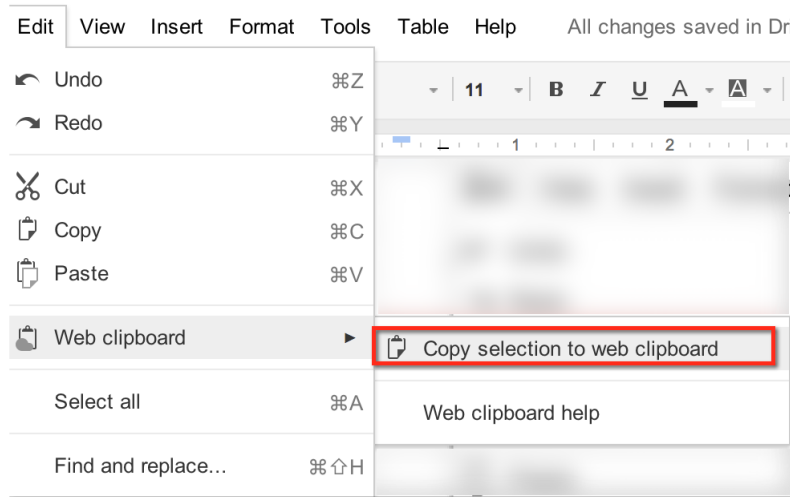 Edit View Insert Format Tools Table Help All changes saved in Dr
Undo ⌘Z
11 B I U A A
Redo ⌘Y
1 2
Cut ⌘X
Copy ⌘C
Paste ⌘V
Web clipboard ►
Copy selection to web clipboard
Select all ⌘A
Web clipboard help
Find and replace... ⌘⇧H